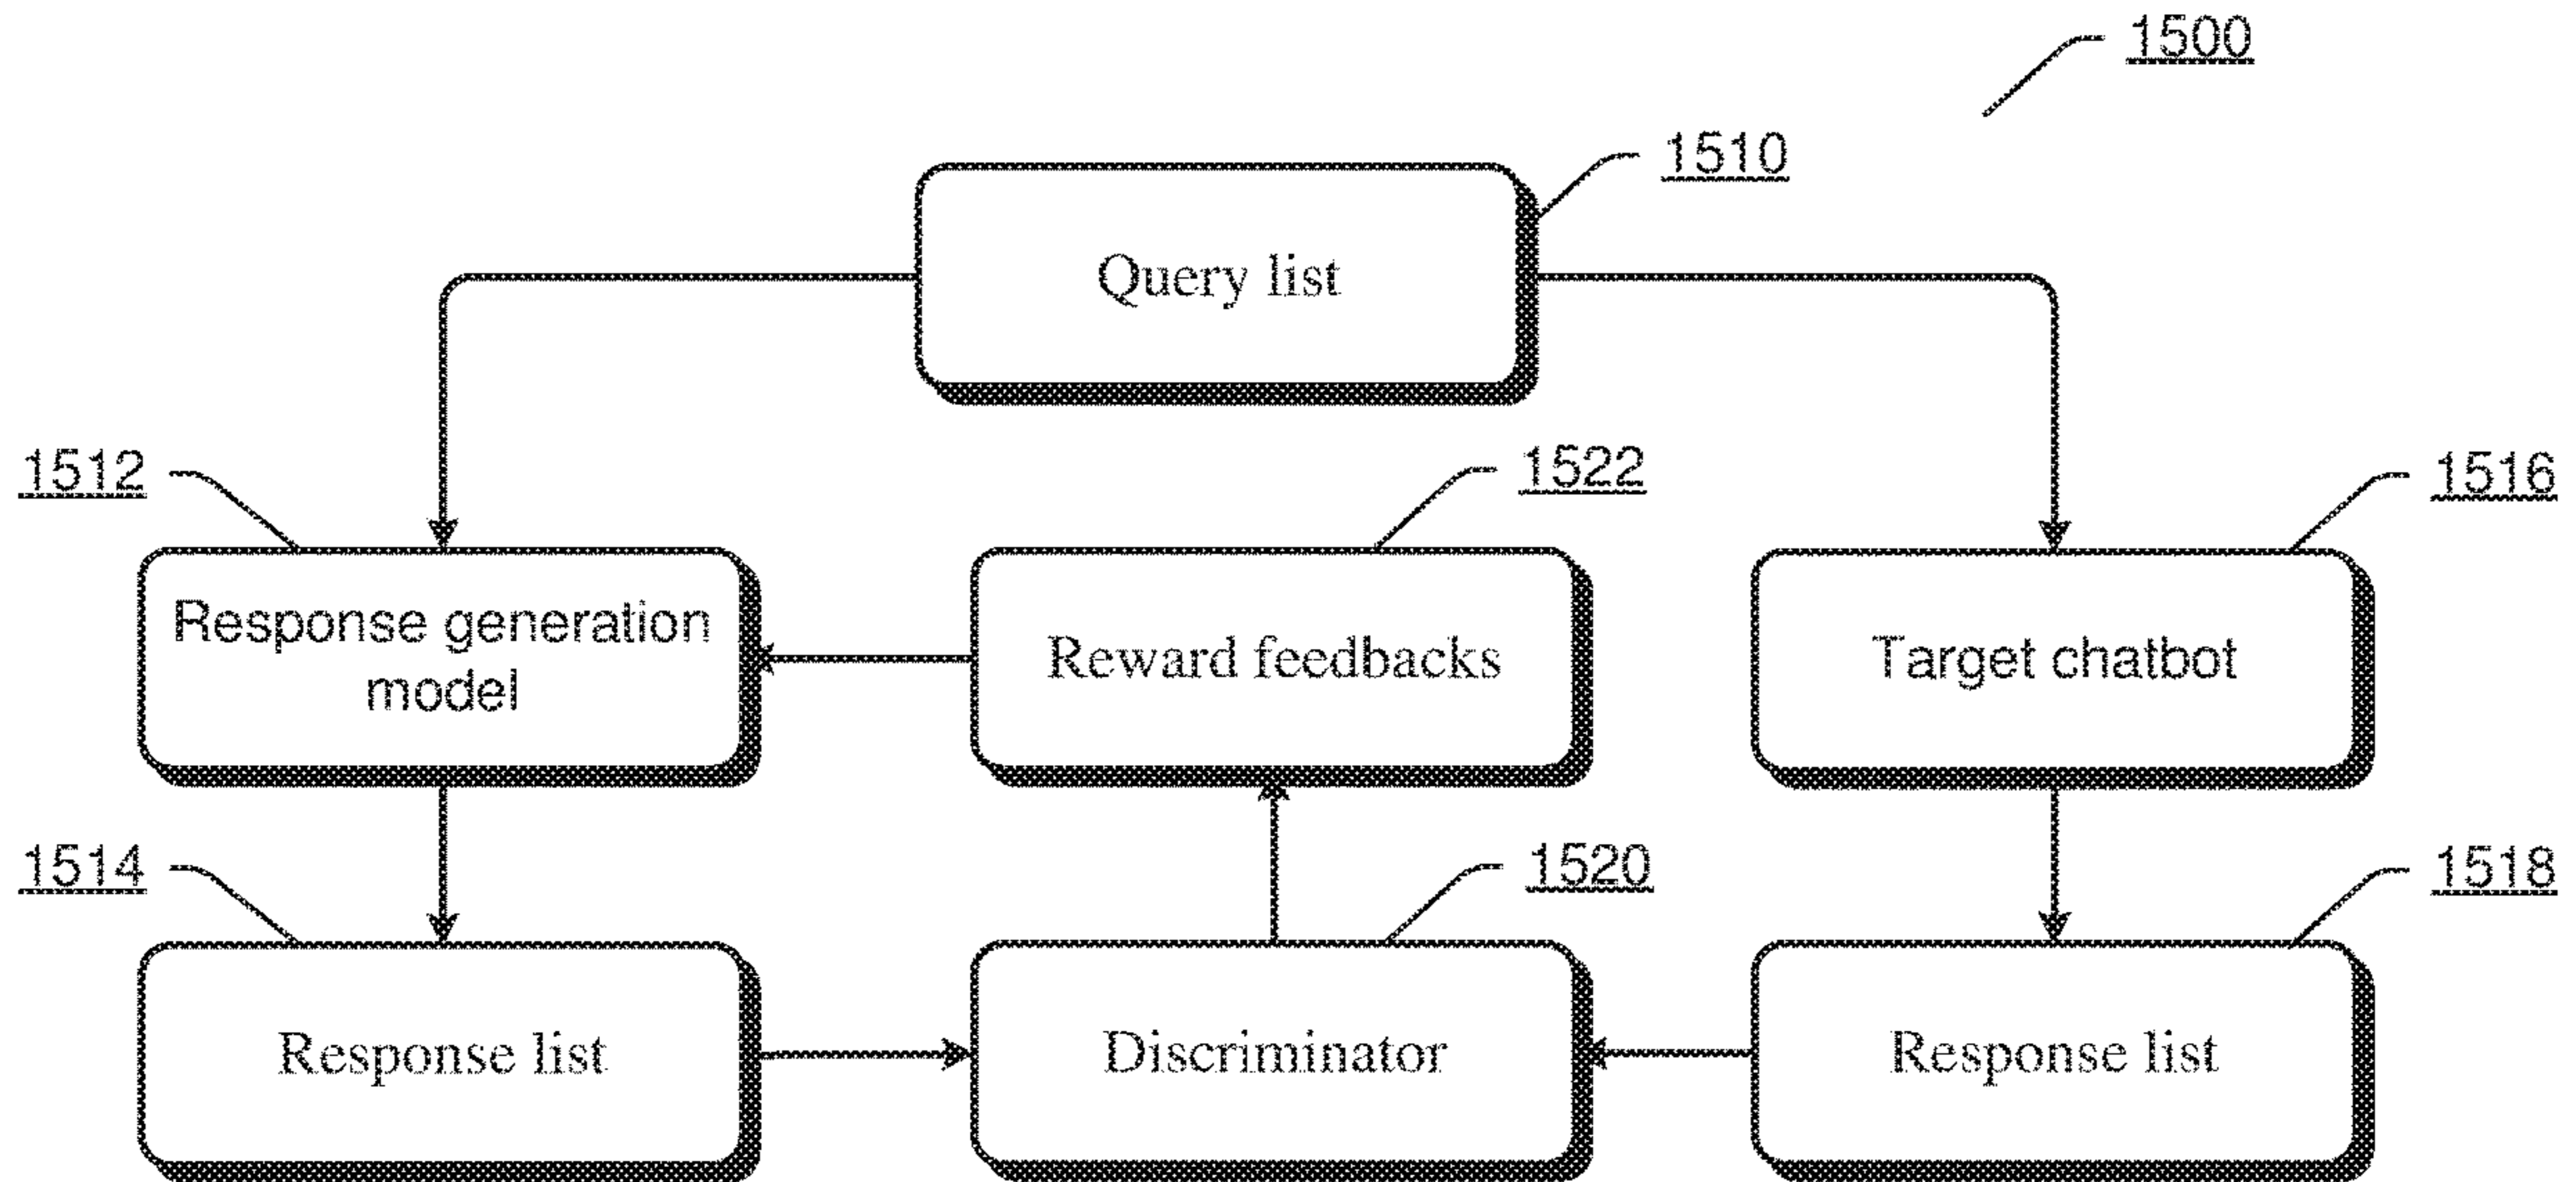 1500
1510
Query list
1512
1522
1516
Response generation
model
Reward feedbacks
Target chatbot
1514
1520
1518
Response list
Discriminator
Response list